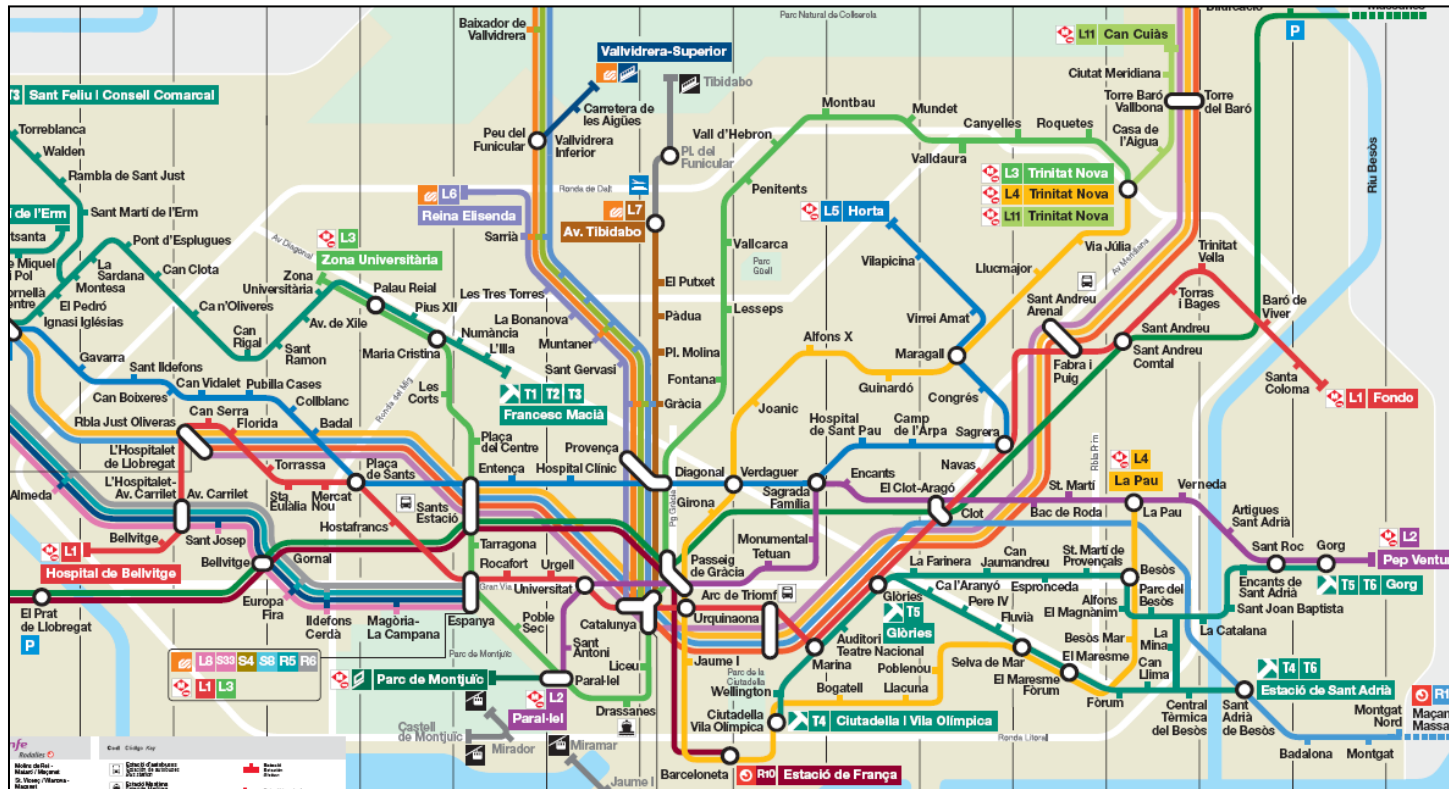 Parc Natural de Collserola
Baixador de
Vallvidrera
Vallvidrera-Superior
Tibidabo
Carretera de
les Aigües
Peu del
Funicular
Vallvidrera
Inferior
Pl. del
Funicular
Ronda de Dalt
L11 Can Cuiàs
P
Ciutat Meridiana
Torre Baró
Vallbona
Torre
del Baró
Casa de
l'Aigua
Montbau
Mundet
Canyelles
Roquetes
Vall d'Hebron
Valldaura
L3 Trinitat Nova
L4 Trinitat Nova
L11 Trinitat Nova
Riu Besòs
T3 Sant Feliu | Consell Comarcal
Torreblanca
Walden
Rambla de Sant Just
Sant Martí de l'Erm
Pont d'Esplugues
La
Sardana
Montesa
Can Clota
El Pedró
Ignasi Iglésias
Ca n'Oliveres
Can
Rigal
Sant
Ramon
Av. de Xile
Av Diagonal
L3
Zona Universitària
Zona
Universitària
Palau Reial
Pius XII
Numància
L'Illa
Maria Cristina
T1 T2 T3
Francesc Macià
L6
Reina Elisenda
Sarrià
Les Tres Torres
La Bonanova
Muntaner
Sant Gervasi
L7
Av. Tibidabo
El Putxet
Pàdua
Pl. Molina
Gràcia
Penitents
Vallcarca
Parc
Güell
Lesseps
Fontana
L5 Horta
Vilapicina
Virrei Amat
Maragall
Congrés
Via Júlia
Llucmajor
Av Meridiana
Trinitat
Vella
Sant Andreu
Arenal
Torras
i Bages
Baró de
Viver
Sant Andreu
Sant Andreu
Comtal
Fabra i
Puig
Santa
Coloma
L1 Fondo
Alfons X
Guinardó
Joanic
Gavarra
Sant Ildefons
Can Boixeres
Can Vidalet
Pubilla Cases
Collblanc
Badal
Les
Corts
Ronda del Mig
Plaça
del Centre
Rbla Just Oliveras
Can Serra
Florida
L'Hospitalet
de Llobregat
Torrassa
Sta
Eulàlia
Mercat
Nou
Plaça
de Sants
Hostafrancs
Sants
Estació
Entença
Hospital Clínic
Provença
Diagonal
Pg Gràcia
Girona
Verdaguer
Hospital
de Sant Pau
Camp
de l'Arpa
Sagrera
Navas
Sagrada
Família
Encants
El Clot-Aragó
Clot
St. Martí
Bac de Roda
Rbla Prim
L4
La Pau
La Pau
Verneda
Artigues
Sant Adrià
Sant Roc
Gorg
L2
Pep Ventu
T5 T6 Gorg
Encants de
Sant Adrià
Sant Joan Baptista
La Catalana
Almeda
L'Hospitalet-
Av. Carrilet
Av. Carrilet
Bellvitge
Sant Josep
L1
Hospital de Bellvitge
Bellvitge
Gornal
Europa
Fira
Ildefons
Cerdà
Magòria-
La Campana
El Prat
de Llobregat
P
Tarragona
Rocafort
Urgell
Gran Via
Espanya
Universitat
Poble
Sec
Sant
Antoni
Parc de Montjuïc
Parc de Montjuïc
Paral·lel
L2
Paral·lel
Monumental
Tetuan
Passeig
de Gràcia
Catalunya
Urquinaona
Arc de Triomf
Liceu
Jaume I
Drassanes
Marina
Auditori
Teatre Nacional
Parc de la
Ciutadella
Wellington
Glòries
T5
Glòries
La Farinera
Can
Jaumandreu
St. Martí de
Provençals
Besòs
Ca l'Aranyó
Espronceda
Pere IV
Fluvià
Parc del
Besòs
Alfons
El Magnànim
Besòs Mar
Selva de Mar
El Maresme
El Maresme
Fòrum
Fòrum
Poblenou
Bogatell
Llacuna
La
Mina
Can
Llima
Central
Tèrmica
del Besòs
Sant
Adrià
de Besòs
T4 T6
Estació de Sant Adrià
Montgat
Nord
Badalona
Montgat
Ciutadella
Vila Olímpica
T4 Ciutadella | Vila Olímpica
Ronda Litoral
Barceloneta
R10 Estació de França
Castell
de Montjuïc
Mirador
Miramar
Jaume I
L8 S33 S4 S8 R5 R6
L1 L3
Rodalies